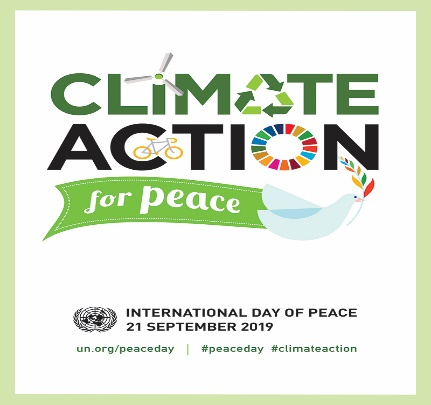 CLIMATE
ACTION
for peace
INTERNATIONAL DAY OF PEACE
21 SEPTEMBER 2019
un.org/peaceday | #peaceday #climateaction